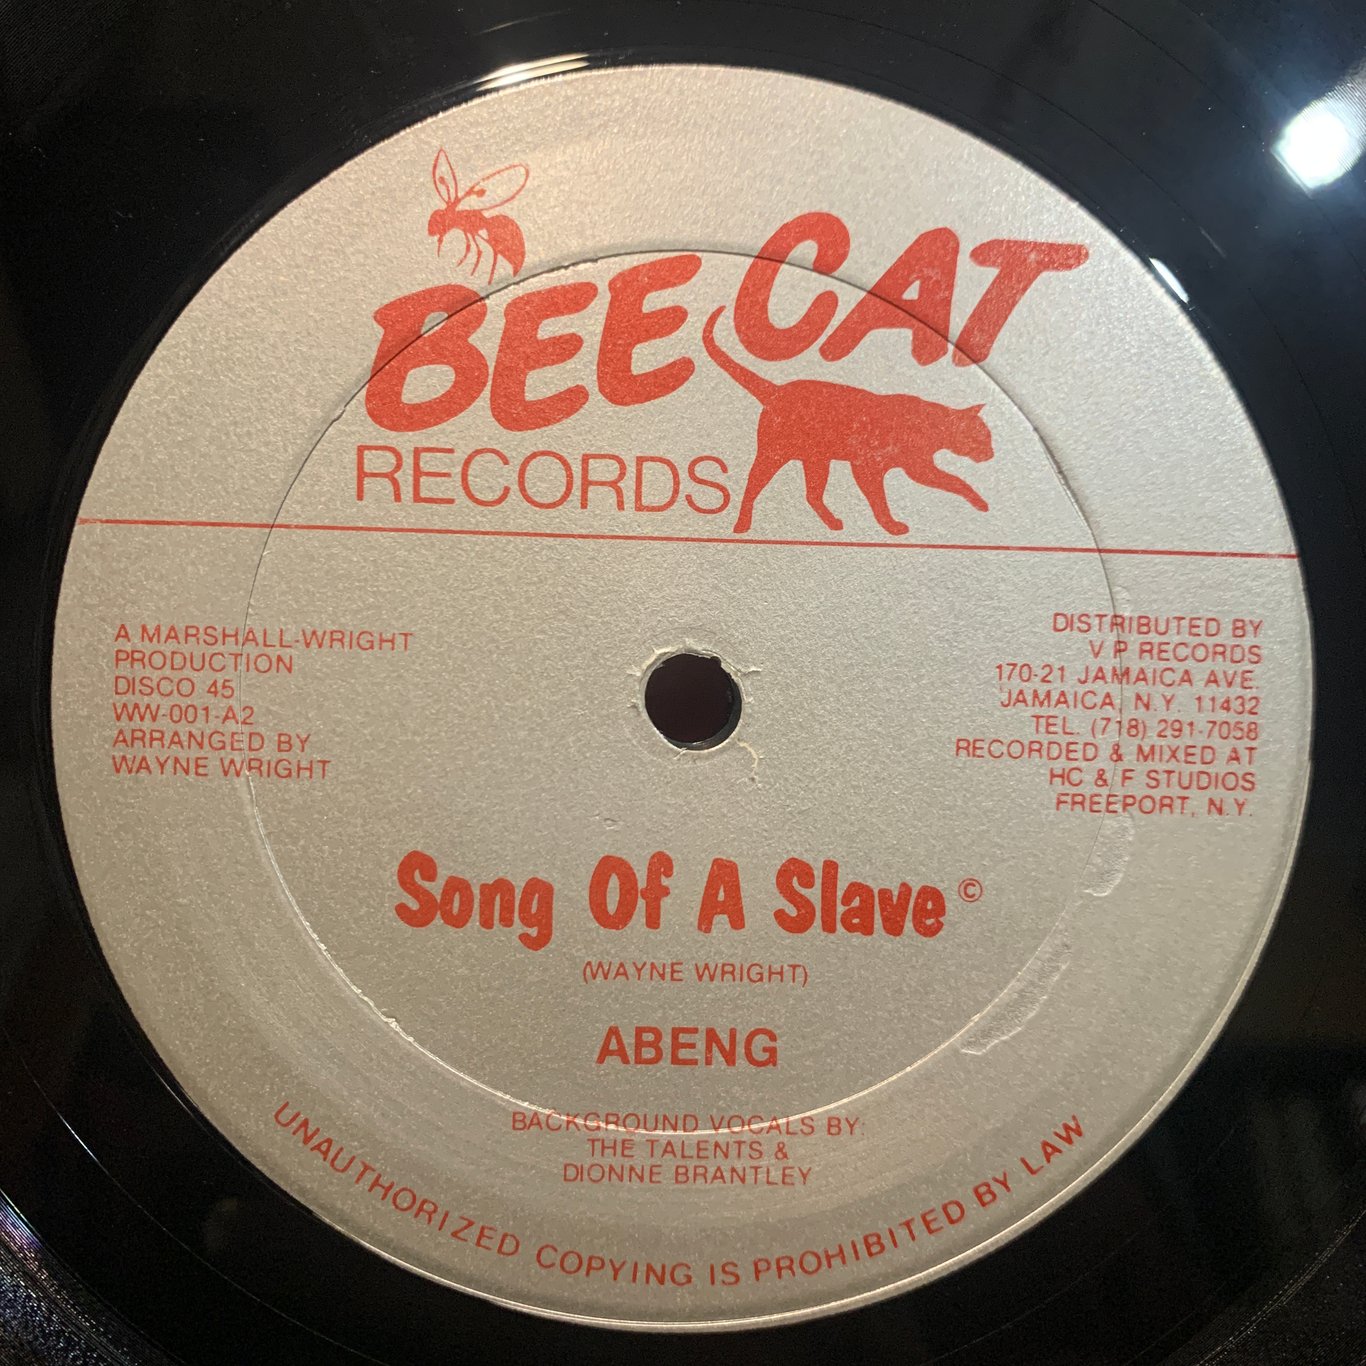 BEE CAT
RECORDS
A MARSHALL-WRIGHT
PRODUCTION
DISCO 45
WW-001-A2
ARRANGED BY
WAYNE WRIGHT
DISTRIBUTED BY
V P RECORDS
170-21 JAMAICA AVE.
JAMAICA, N.Y. 11432
TEL. (718) 291-7058
RECORDED & MIXED AT
HC & F STUDIOS
FREEPORT, N.Y.
Song Of A Slave ©
(WAYNE WRIGHT)
ABENG
BACKGROUND VOCALS BY:
THE TALENTS &
DIONNE BRANTLEY
UNAUTHORIZED COPYING IS PROHIBITED BY LAW